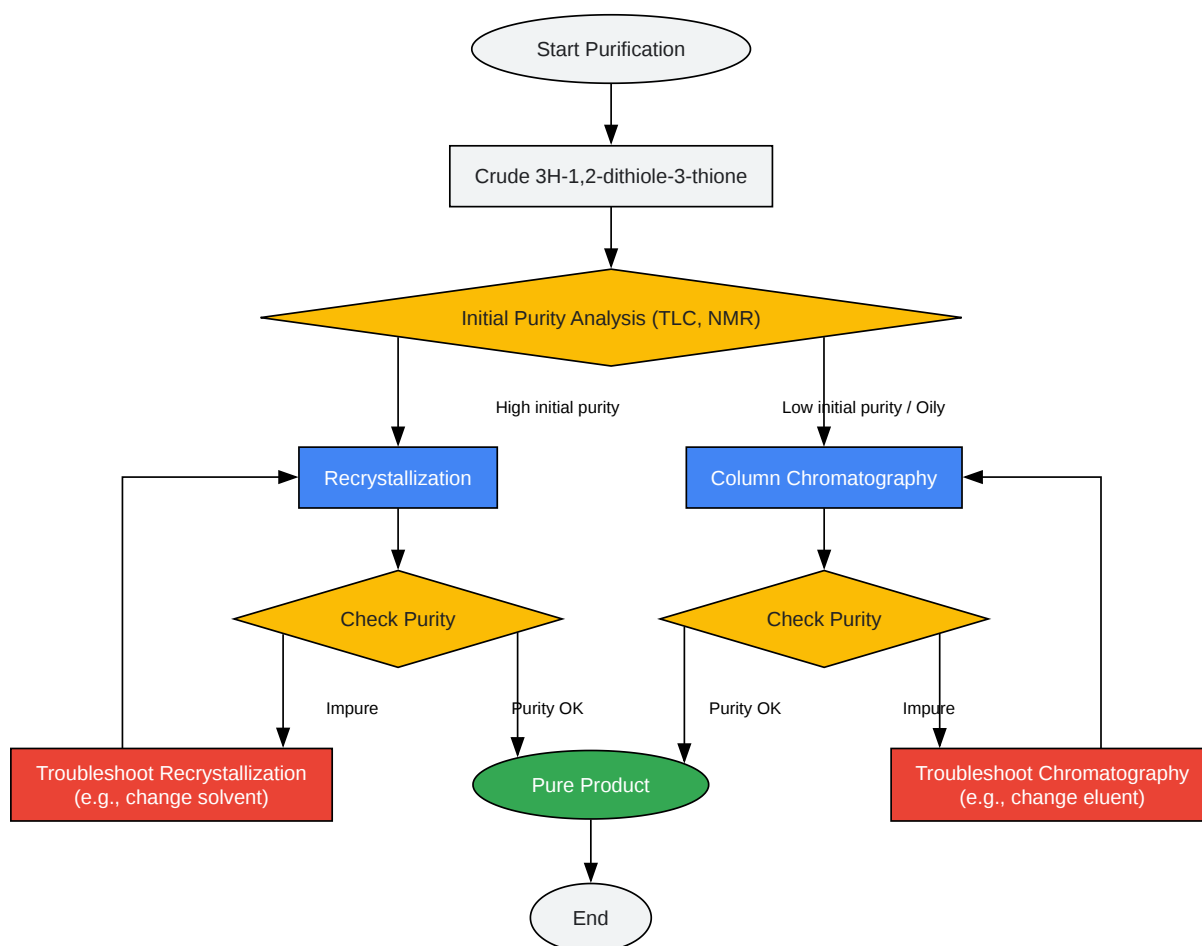 Start Purification
Crude 3H-1,2-dithiole-3-thione
Initial Purity Analysis (TLC, NMR)
High initial purity
Low initial purity / Oily
Recrystallization
Column Chromatography
Check Purity
Check Purity
Impure
Purity OK
Purity OK
Impure
Troubleshoot Recrystallization
(e.g., change solvent)
Pure Product
Troubleshoot Chromatography
(e.g., change eluent)
End